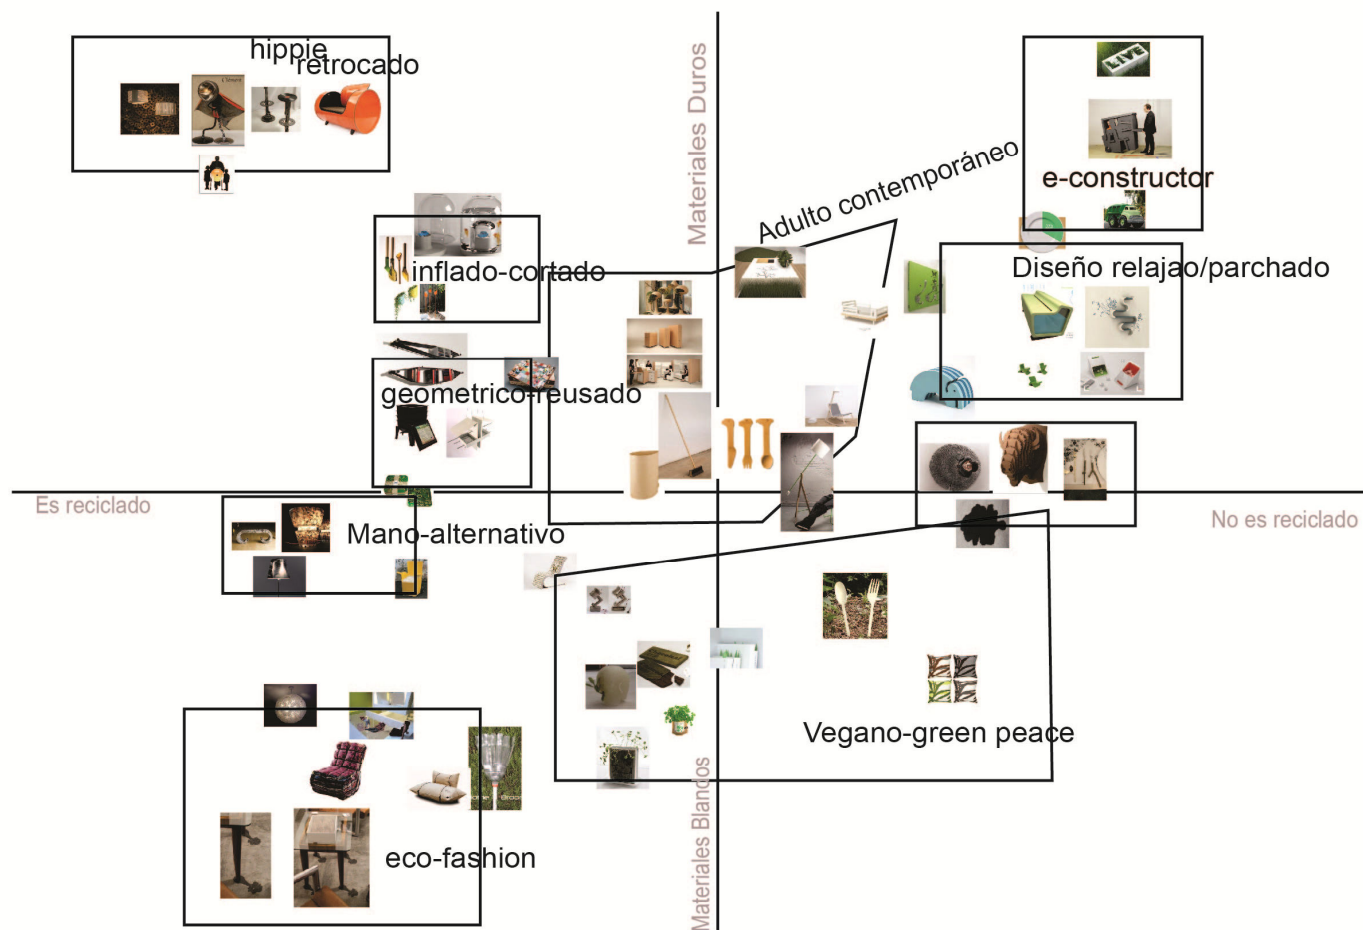 hippie
retrocado
Materiales Duros
LIVE
e-constructor
Adulto contemporáneo
inflado-cortado
Diseño relajao/parchado
geometrico-reusado
Es reciclado
No es reciclado
Mano-alternativo
Vegano-green peace
Materiales Blandos
eco-fashion